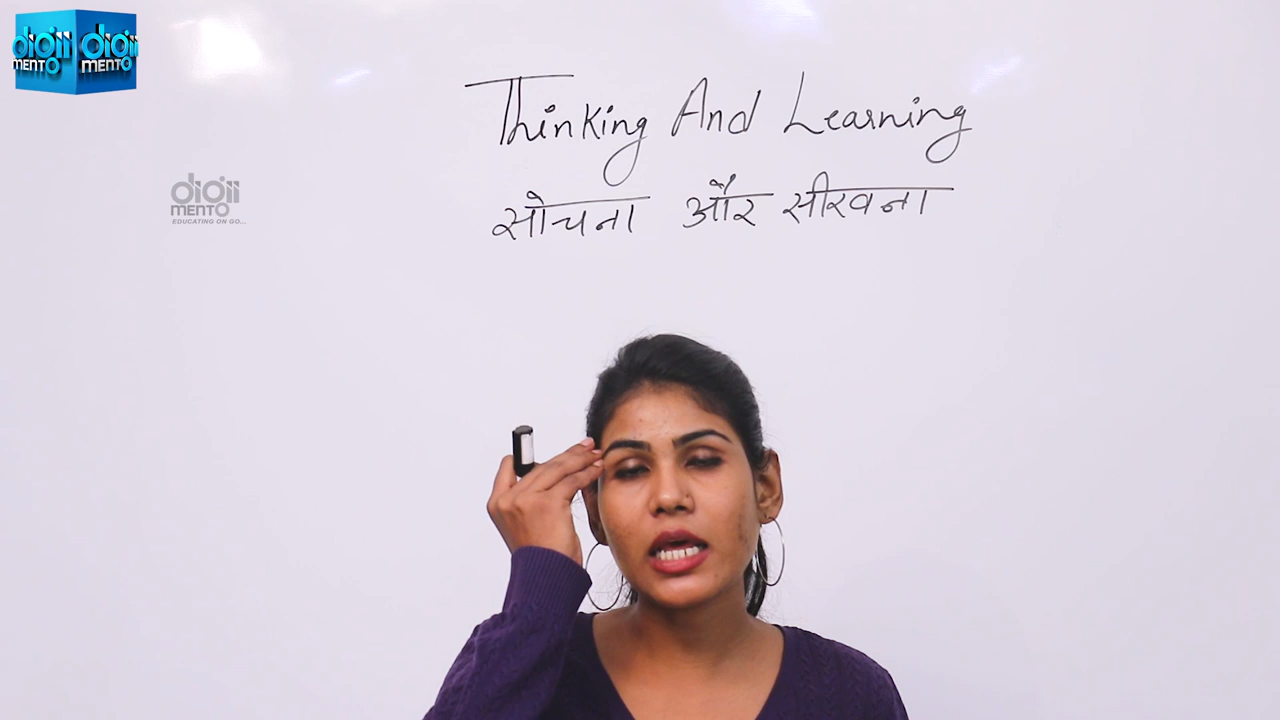 digii
MENTO
digii
MENTO
Thinking And Learning
digii
MENTO
EDUCATING ON GO...
सोचना और सीखना